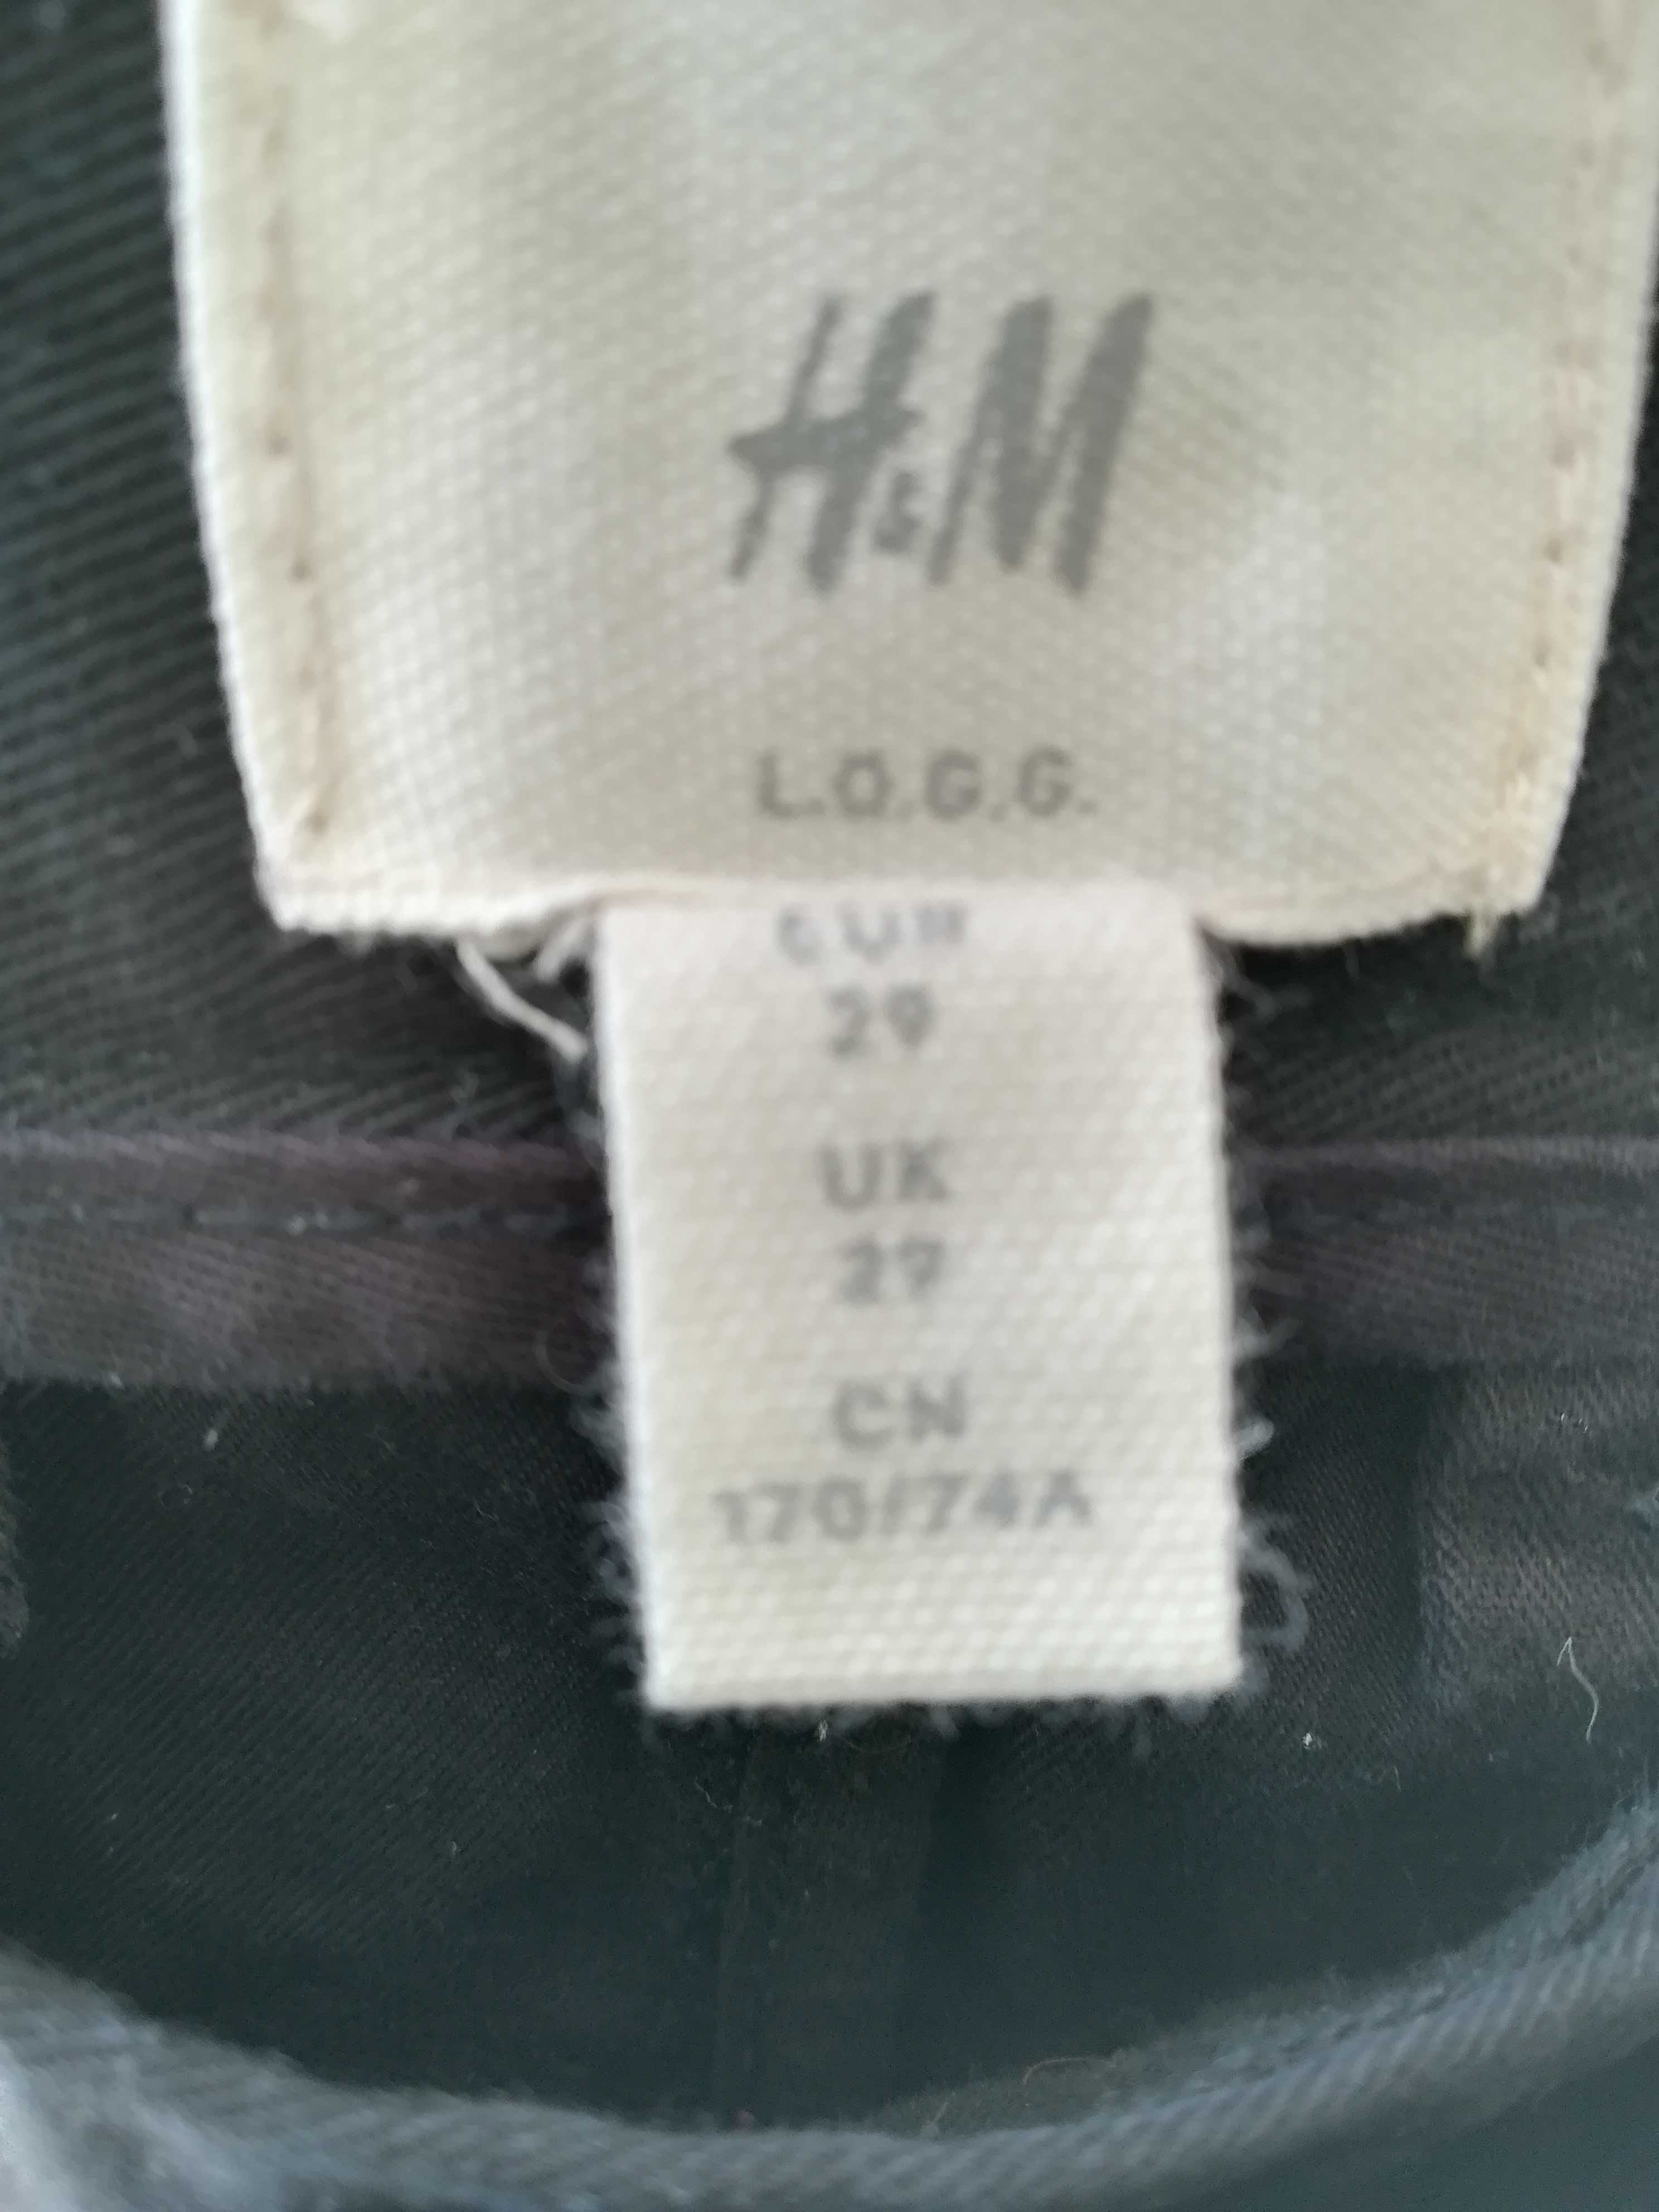 H&M
L.O.G.G.
EUR
29
UK
29
CN
170/74A